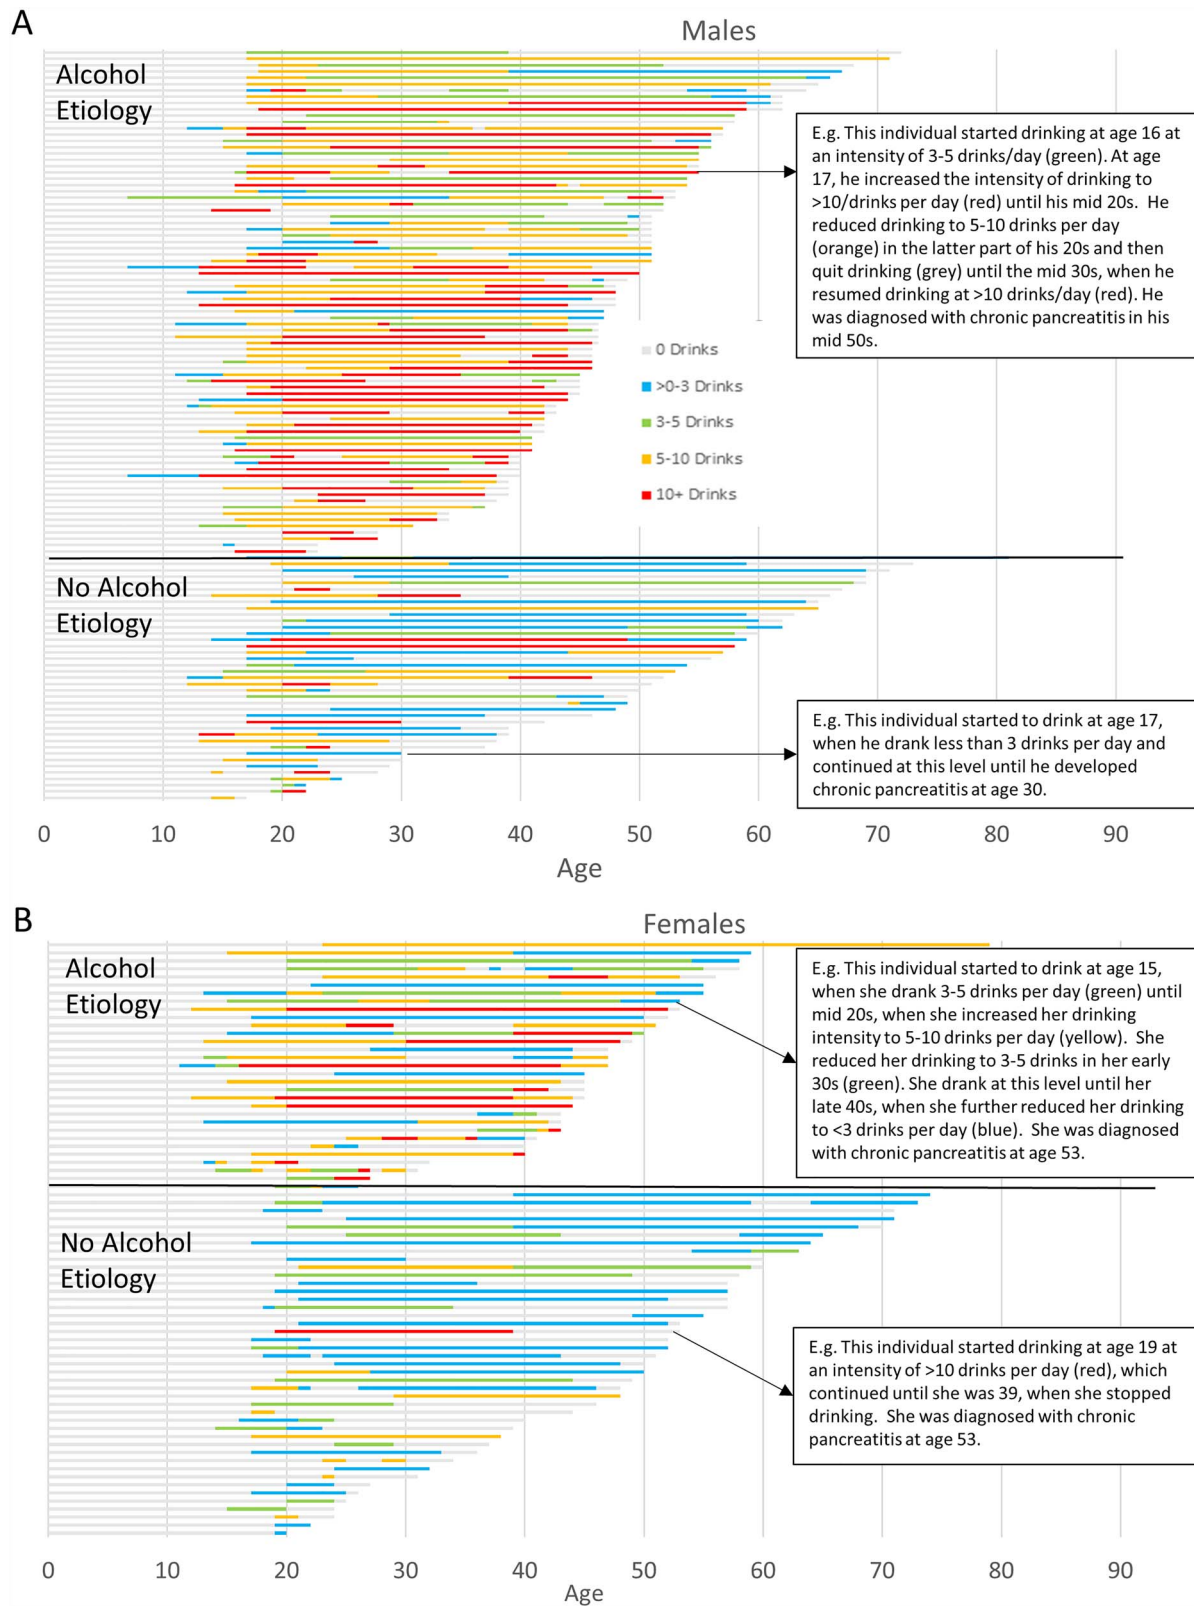 A
Males
Alcohol
Etiology
E.g. This individual started drinking at age 16 at
an intensity of 3-5 drinks/day (green). At age
17, he increased the intensity of drinking to
>10/drinks per day (red) until his mid 20s. He
reduced drinking to 5-10 drinks per day
(orange) in the latter part of his 20s and then
quit drinking (grey) until the mid 30s, when he
resumed drinking at >10 drinks/day (red). He
was diagnosed with chronic pancreatitis in his
mid 50s.
0 Drinks
>0-3 Drinks
3-5 Drinks
5-10 Drinks
10+ Drinks
No Alcohol
Etiology
E.g. This individual started to drink at age 17,
when he drank less than 3 drinks per day and
continued at this level until he developed
chronic pancreatitis at age 30.
0 10 20 30 40 50 60 70 80 90
Age
B
Females
Alcohol
Etiology
E.g. This individual started to drink at age 15,
when she drank 3-5 drinks per day (green) until
mid 20s, when she increased her drinking
intensity to 5-10 drinks per day (yellow). She
reduced her drinking to 3-5 drinks in her early
30s (green). She drank at this level until her
late 40s, when she further reduced her drinking
to <3 drinks per day (blue). She was diagnosed
with chronic pancreatitis at age 53.
No Alcohol
Etiology
E.g. This individual started drinking at age 19 at
an intensity of >10 drinks per day (red), which
continued until she was 39, when she stopped
drinking. She was diagnosed with chronic
pancreatitis at age 53.
0 10 20 30 40 50 60 70 80 90
Age